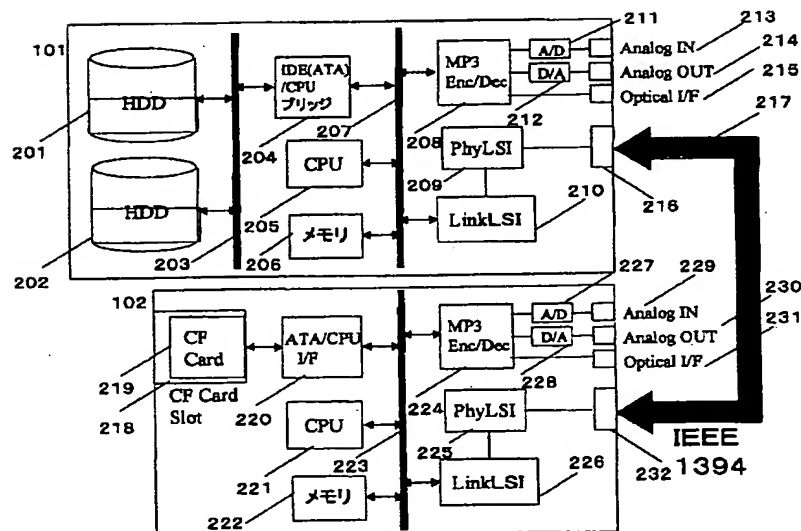 101
HDD
201
HDD
202
203
IDE(ATA)
/CPU
ブリッジ
204
207
CPU
205
メモリ
206
MP3
Enc/Dec
208
A/D
211
D/A
212
Analog IN
213
Analog OUT
214
Optical I/F
215
217
PhyLSI
209
216
LinkLSI
210
102
CF
Card
219
218
CF Card
Slot
ATA/CPU
I/F
220
CPU
221
223
メモリ
222
MP3
Enc/Dec
224
A/D
227
D/A
228
Analog IN
229
Analog OUT
230
Optical I/F
231
PhyLSI
225
232
LinkLSI
226
IEEE
1394